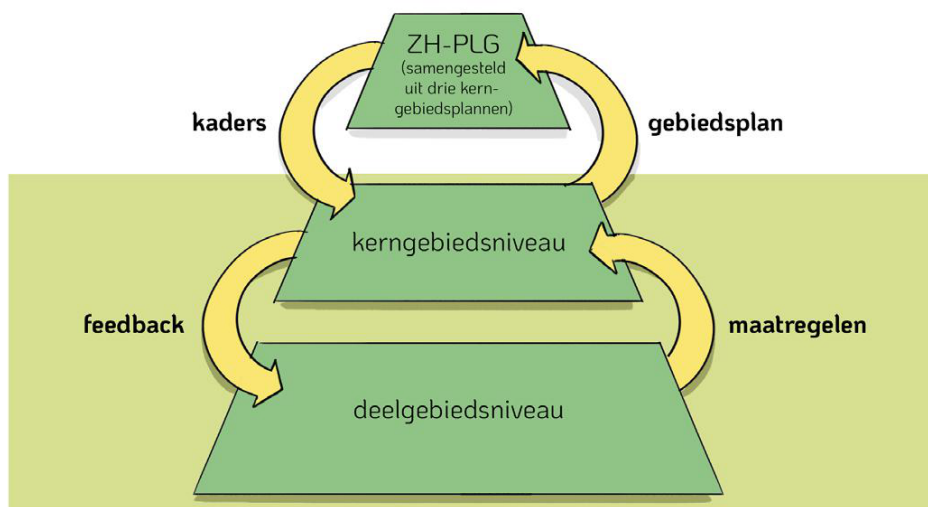 ZH-PLG
(samengesteld
uit drie kern-
gebiedsplannen)
kaders
gebiedsplan
kerngebiedsniveau
feedback
maatregelen
deelgebiedsniveau